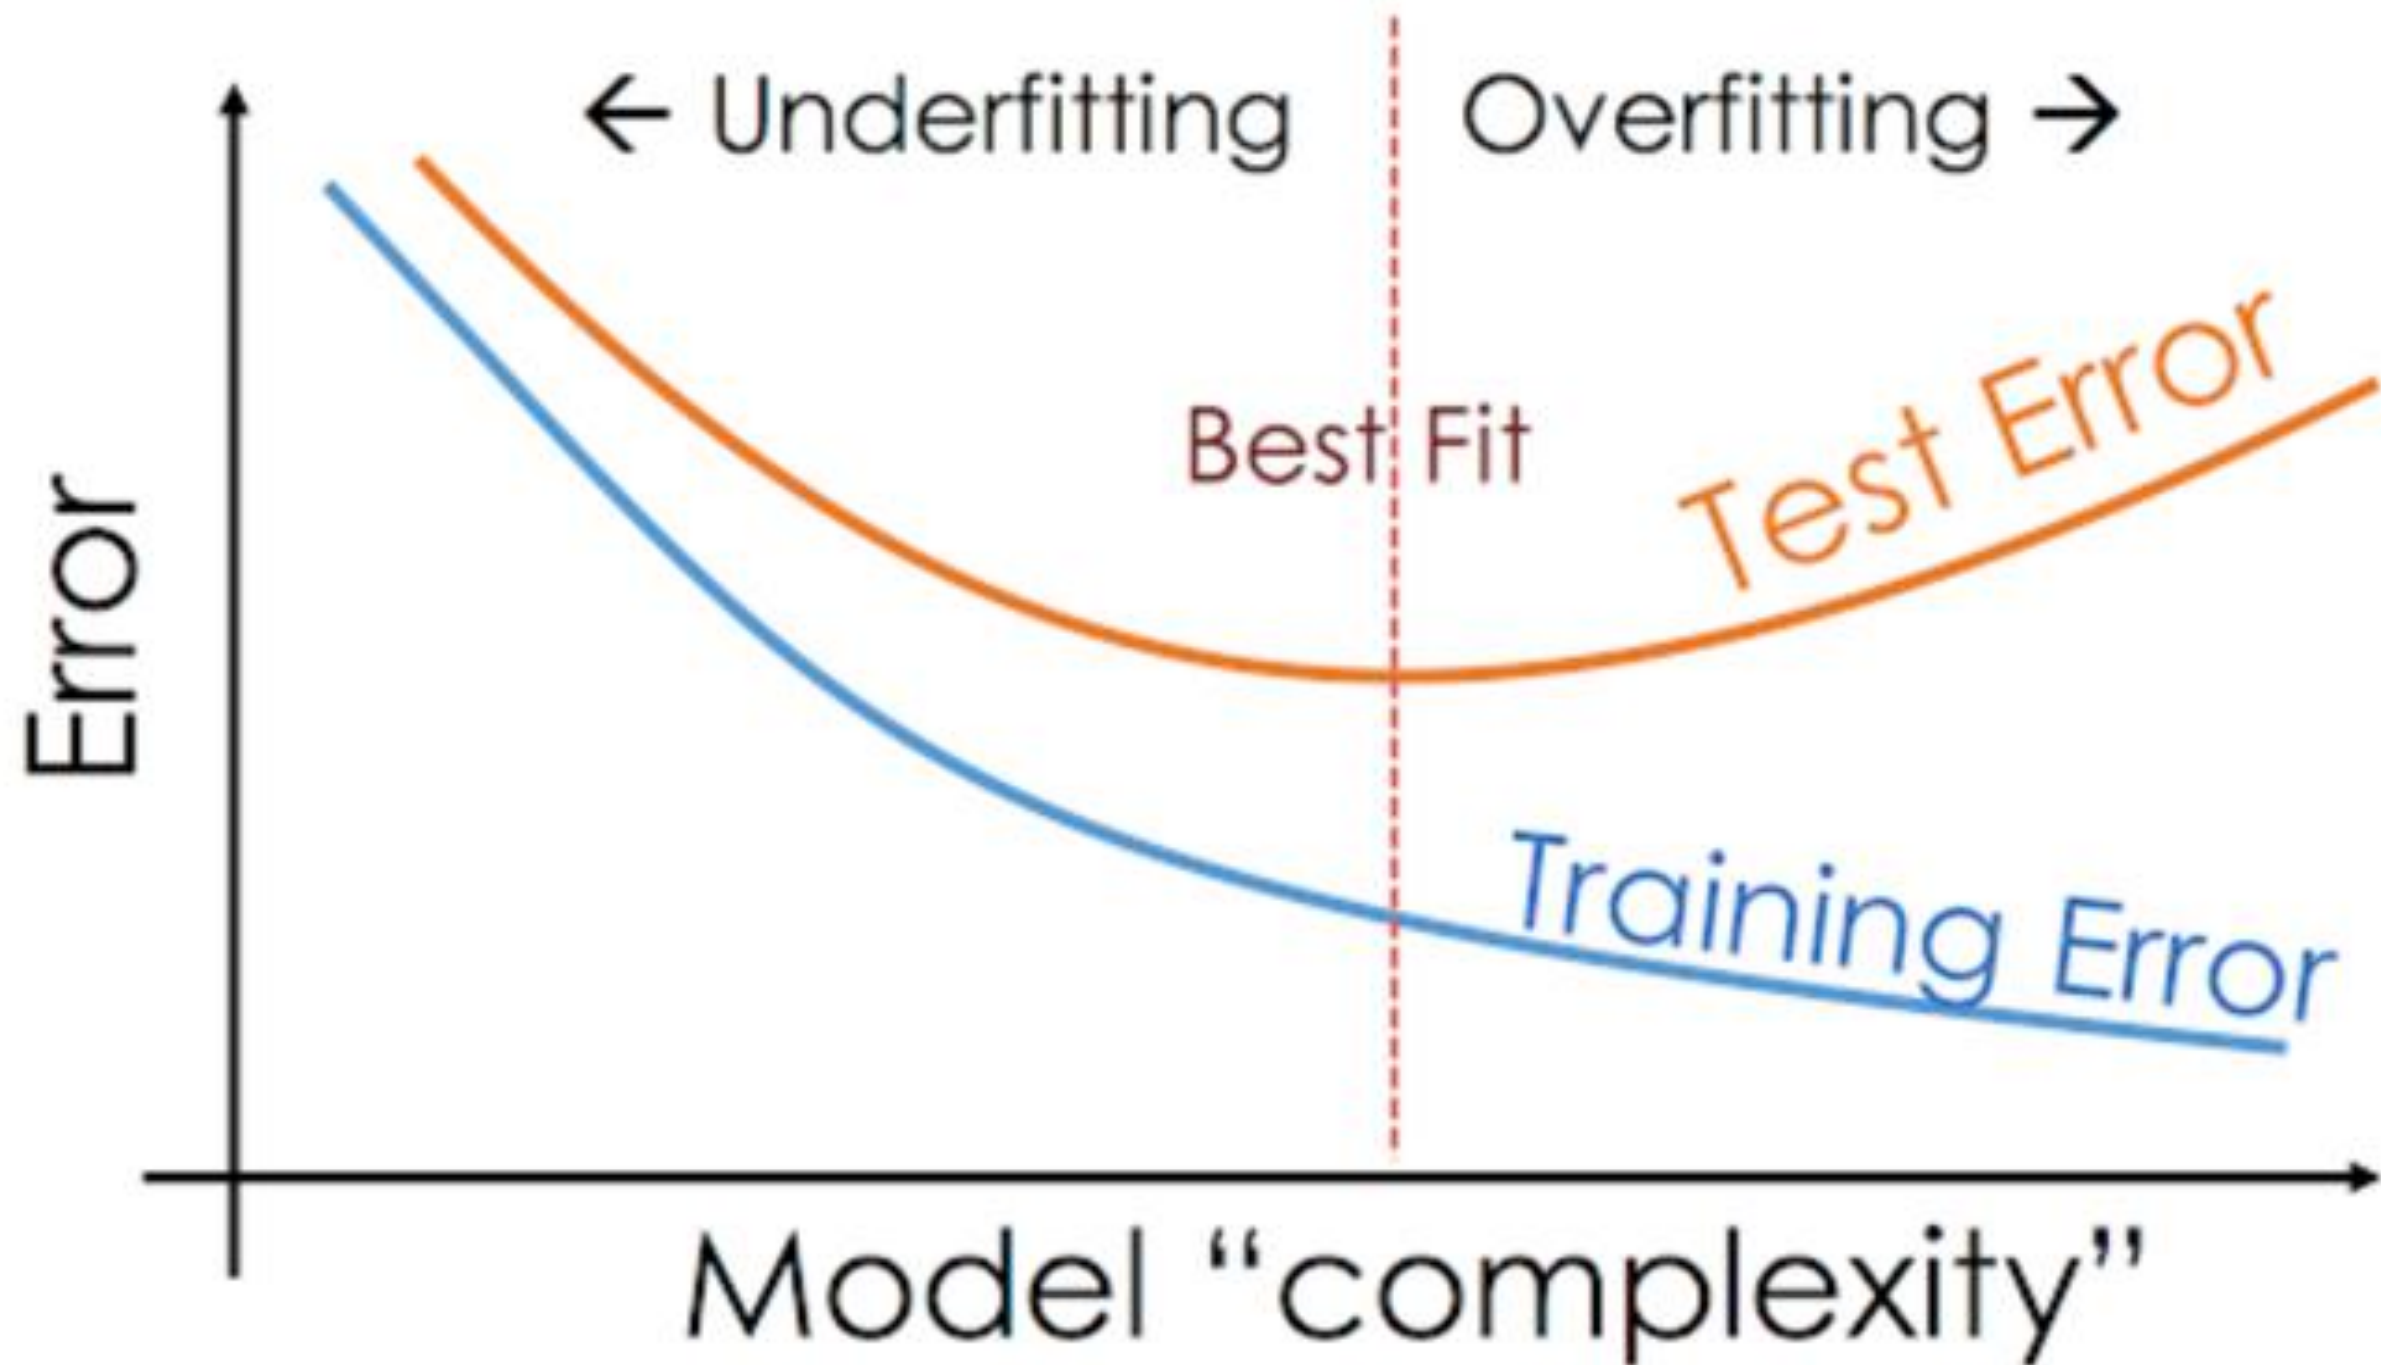 ← Underfitting
Overfitting →
Best Fit
Test Error
Training Error
Error
Model “complexity”